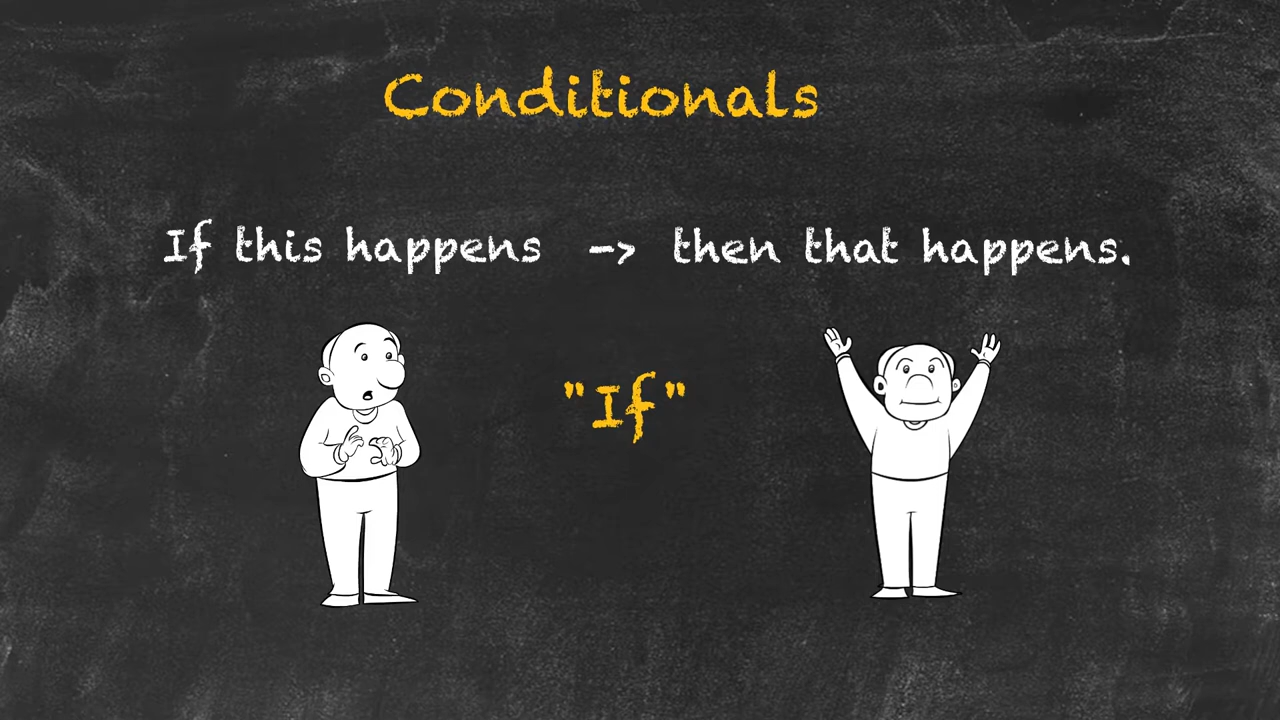 Conditionals
If this happens -> then that happens.
"If"